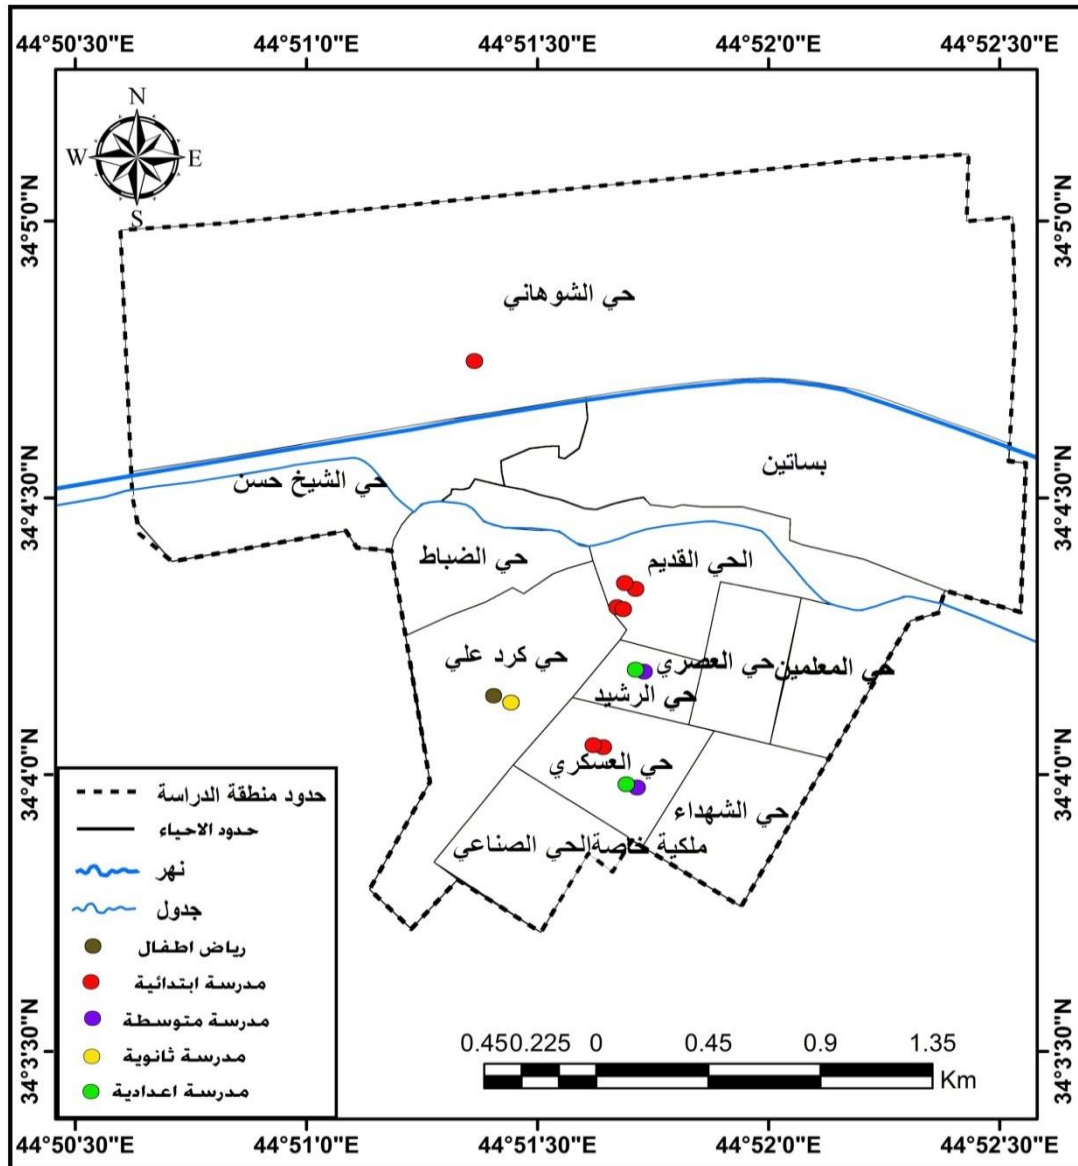 44°50'30"E 44°51'0"E 44°51'30"E 44°52'0"E 44°52'30"E
N
W E
S
34°5'0"N 34°5'0"N
حي الشوهاني
بساتين
حي الشيخ حسن
34°4'30"N 34°4'30"N
حي الضباط
الحي القديم
حي كرد علي
حي العصري
حي المعلمين
حي الرشيد
حي العسكري
34°4'0"N 34°4'0"N
حي الشهداء
ملكية خاصة
الحي الصناعي
حدود منطقة الدراسة
حدود الاحياء
نهر
جدول
رياض اطفال
مدرسة ابتدائية
مدرسة متوسطة
مدرسة ثانوية
مدرسة اعدادية
34°3'30"N 34°3'30"N
0.45 0.225 0 0.45 0.9 1.35
Km
44°50'30"E 44°51'0"E 44°51'30"E 44°52'0"E 44°52'30"E